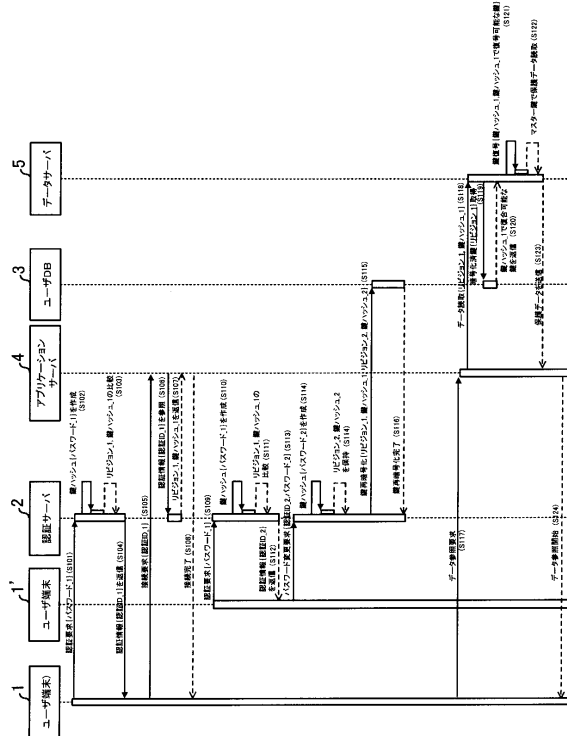 1
ユーザ端末)
1'
ユーザ端末
2
認証サーバ
4
アプリケーション
サーバ
3
ユーザDB
5
データサーバ
認証要求[パスワード_1](S101)
鍵ハッシュ[パスワード_1]を作成
(S102)
リビジョン_1、鍵ハッシュ_1の比較
(S103)
認証情報[認証ID_1]を返信(S104)
接続要求[認証ID_1](S105)
認証情報[認証ID_1]を参照(S106)
リビジョン_1、鍵ハッシュ_1を返信(S107)
接続完了(S108)
認証要求[パスワード_1](S109)
鍵ハッシュ[パスワード_1]を作成(S110)
リビジョン_1、鍵ハッシュ_1の
比較(S111)
認証情報[認証ID_2]
を返信(S112)
パスワード変更要求[認証ID_2,パスワード_2](S113)
鍵ハッシュ[パスワード_2]を作成(S114)
リビジョン_2、鍵ハッシュ_2
を保持(S114)
鍵再暗号化[リビジョン_1、鍵ハッシュ_1,リビジョン_2、鍵ハッシュ_2](S115)
鍵再暗号化完了(S116)
データ参照要求(S117)
データ読取[リビジョン_1、鍵ハッシュ_1](S118)
暗号化済鍵[リビジョン_1]取得
(S119)
鍵ハッシュ_1で復合可能な
鍵を返信(S120)
鍵復号[鍵ハッシュ_1,鍵ハッシュ_1で復号可能な鍵]
(S121)
マスター鍵で保護データ読取(S122)
保護データを返信(S123)
データ参照開始(S124)